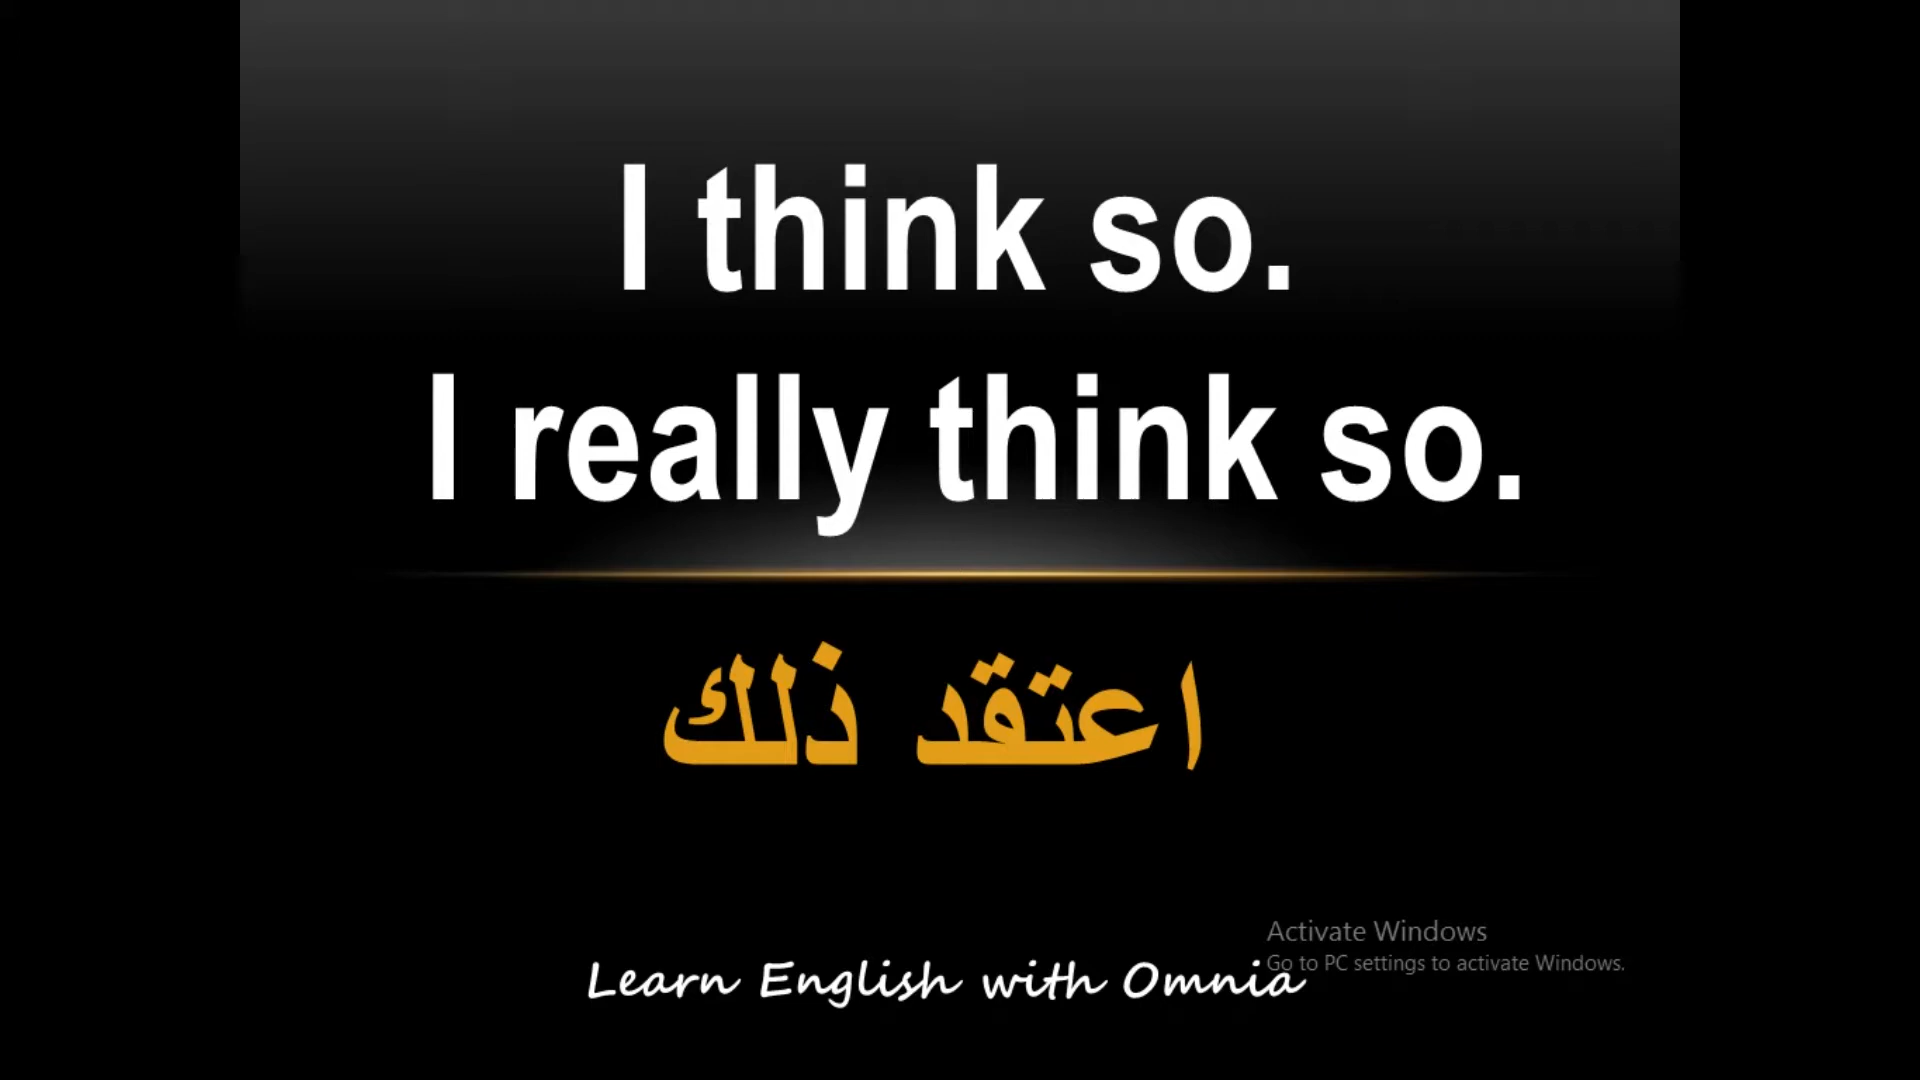 I think so.
I really think so.
اعتقد ذلك
Activate Windows
Go to PC settings to activate Windows.
Learn English with Omnia